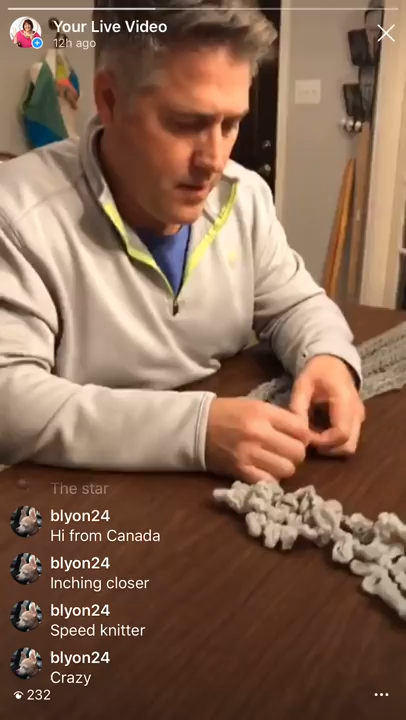 Your Live Video
12h ago
The star
blyon24
Hi from Canada
blyon24
Inching closer
blyon24
Speed knitter
blyon24
Crazy
232